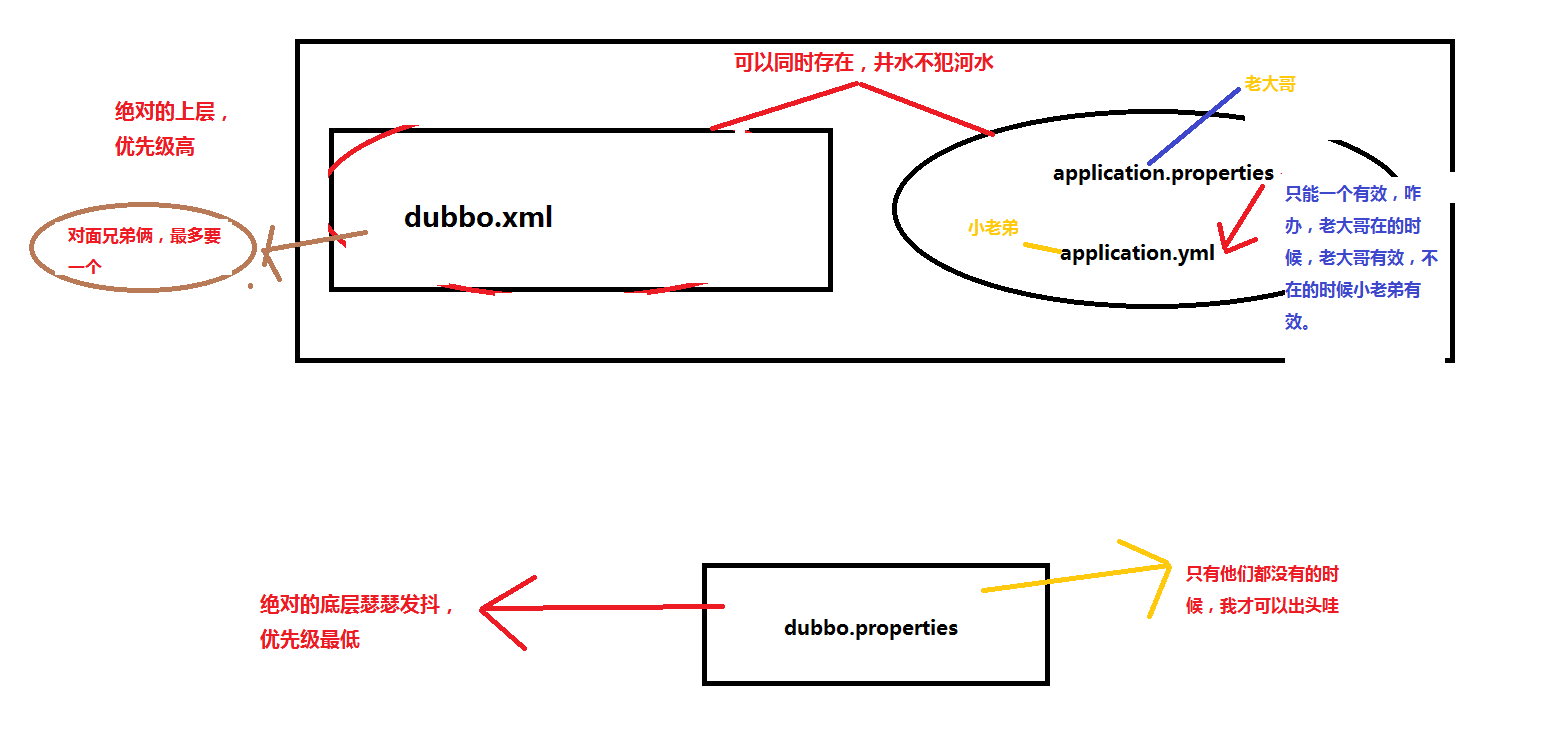 可以同时存在，井水不犯河水
老大哥
绝对的上层，
优先级高
application.properties
只能一个有效，咋
办，老大哥在的时
候，老大哥有效，不
在的时候小老弟有
效。
dubbo.xml
小老弟
application.yml
对面兄弟俩，最多要
一个
绝对的底层瑟瑟发抖，
优先级最低
dubbo.properties
只有他们都没有的时
候，我才可以出头哇